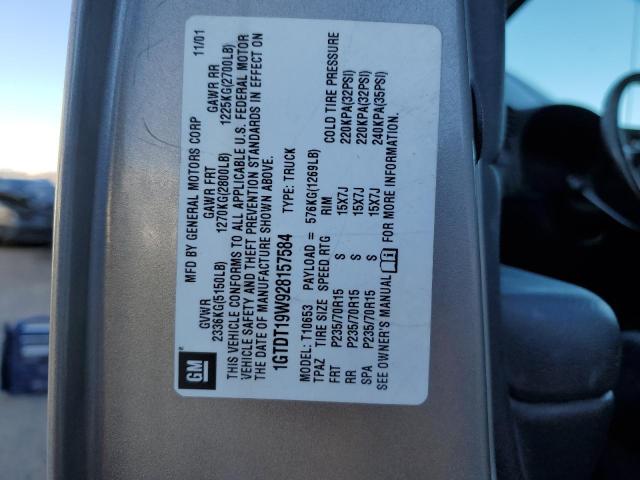 GM
MFD BY GENERAL MOTORS CORP 11/01
GVWR GAWR FRT GAWR RR
2336KG(5150LB) 1270KG(2800LB) 1225KG(2700LB)
THIS VEHICLE CONFORMS TO ALL APPLICABLE U.S. FEDERAL MOTOR
VEHICLE SAFETY AND THEFT PREVENTION STANDARDS IN EFFECT ON
THE DATE OF MANUFACTURE SHOWN ABOVE.
1GTDT19W928157584 TYPE: TRUCK
MODEL: T10653 PAYLOAD = 576KG(1269LB)
TPAZ TIRE SIZE SPEED RTG RIM COLD TIRE PRESSURE
FRT P235/70R15 S 15X7J 220KPA(32PSI)
RR P235/70R15 S 15X7J 220KPA(32PSI)
SPA P235/70R15 S 15X7J 240KPA(35PSI)
SEE OWNER'S MANUAL FOR MORE INFORMATION.